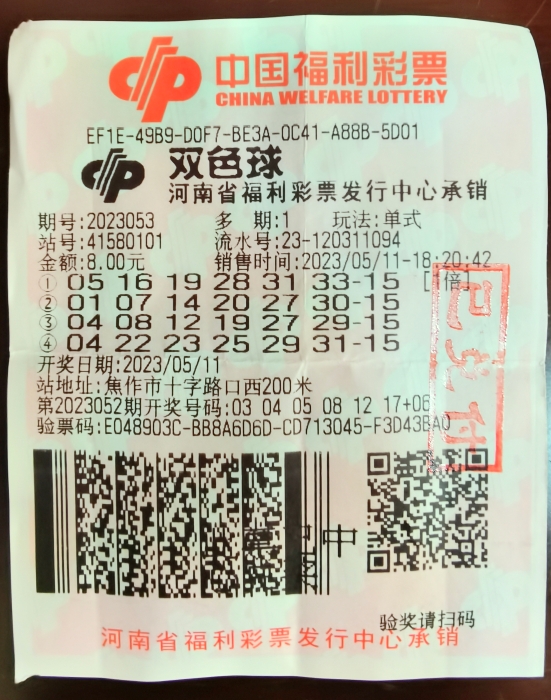 中国福利彩票
CHINA WELFARE LOTTERY
EF1E-49B9-D0F7-BE3A-0C41-A88B-5D01
双色球
河南省福利彩票发行中心承销
期号:2023053 多 期:1 玩法:单式
站号:41580101 流水号:23-120311094
金额:8.00元 销售时间:2023/05/11-18:20:42
① 05 16 19 28 31 33-15 [1倍]
② 01 07 14 20 27 30-15
③ 04 08 12 19 27 29-15
④ 04 22 23 25 29 31-15
开奖日期:2023/05/11
站地址:焦作市十字路口西200米
第2023052期开奖号码:03 04 05 08 12 17+06
验票码:E048903C-BB8A6D6D-CD713045-F3D43BA0
已兑付
中
验奖请扫码
河南省福利彩票发行中心承销